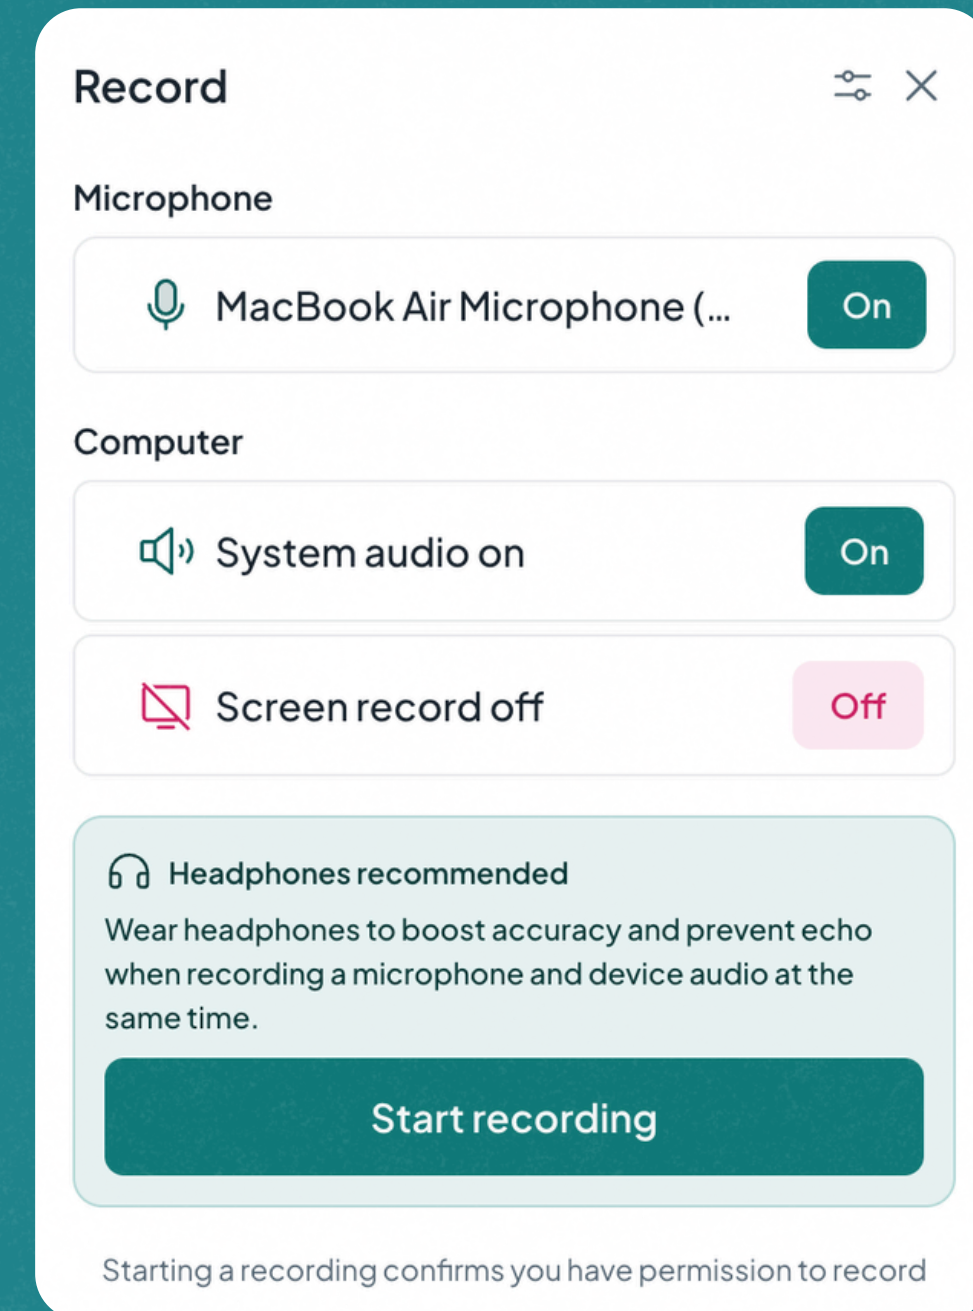 Record
Microphone
MacBook Air Microphone (...
On
Computer
System audio on
On
Screen record off
Off
Headphones recommended
Wear headphones to boost accuracy and prevent echo
when recording a microphone and device audio at the
same time.
Start recording
Starting a recording confirms you have permission to record